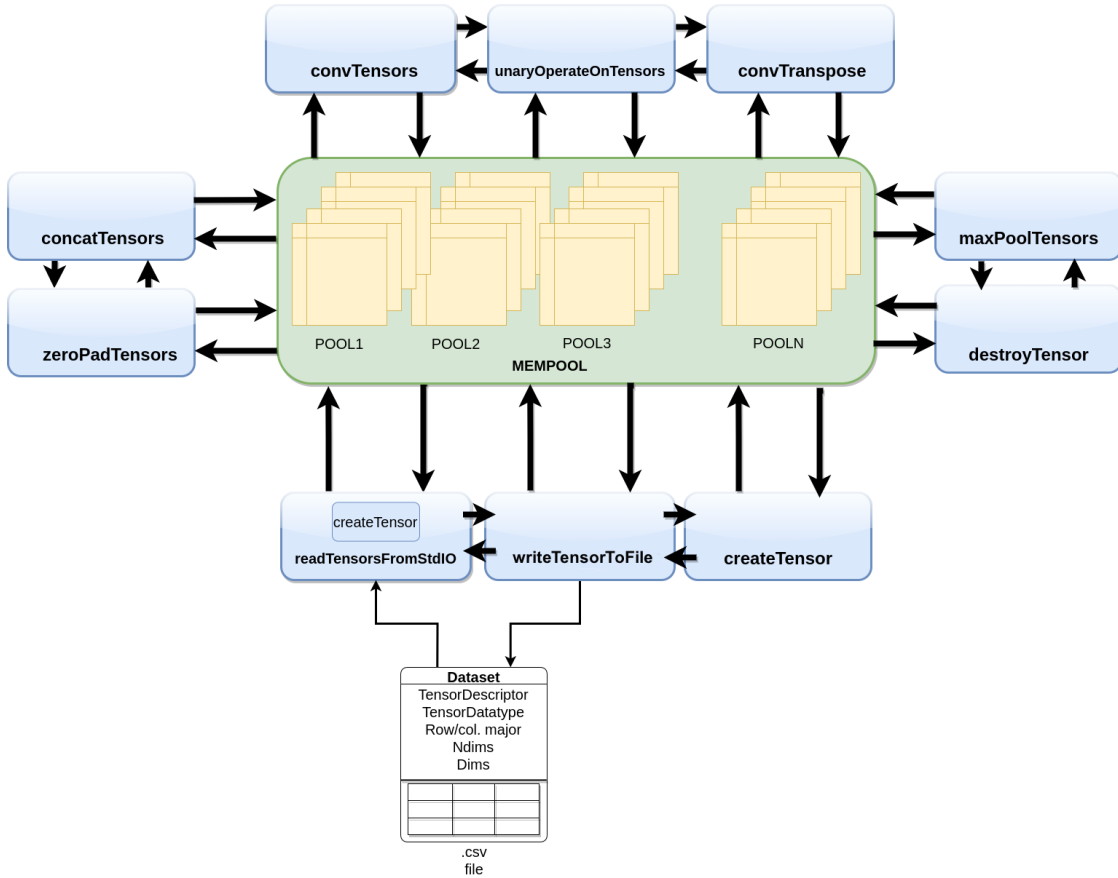 convTensors
unaryOperateOnTensors
convTranspose
concatTensors
maxPoolTensors
zeroPadTensors
destroyTensor
POOL1
POOL2
POOL3
POOLN
MEMPOOL
createTensor
readTensorsFromStdIO
writeTensorToFile
createTensor
Dataset
TensorDescriptor
TensorDatatype
Row/col. major
Ndims
Dims
.csv
file